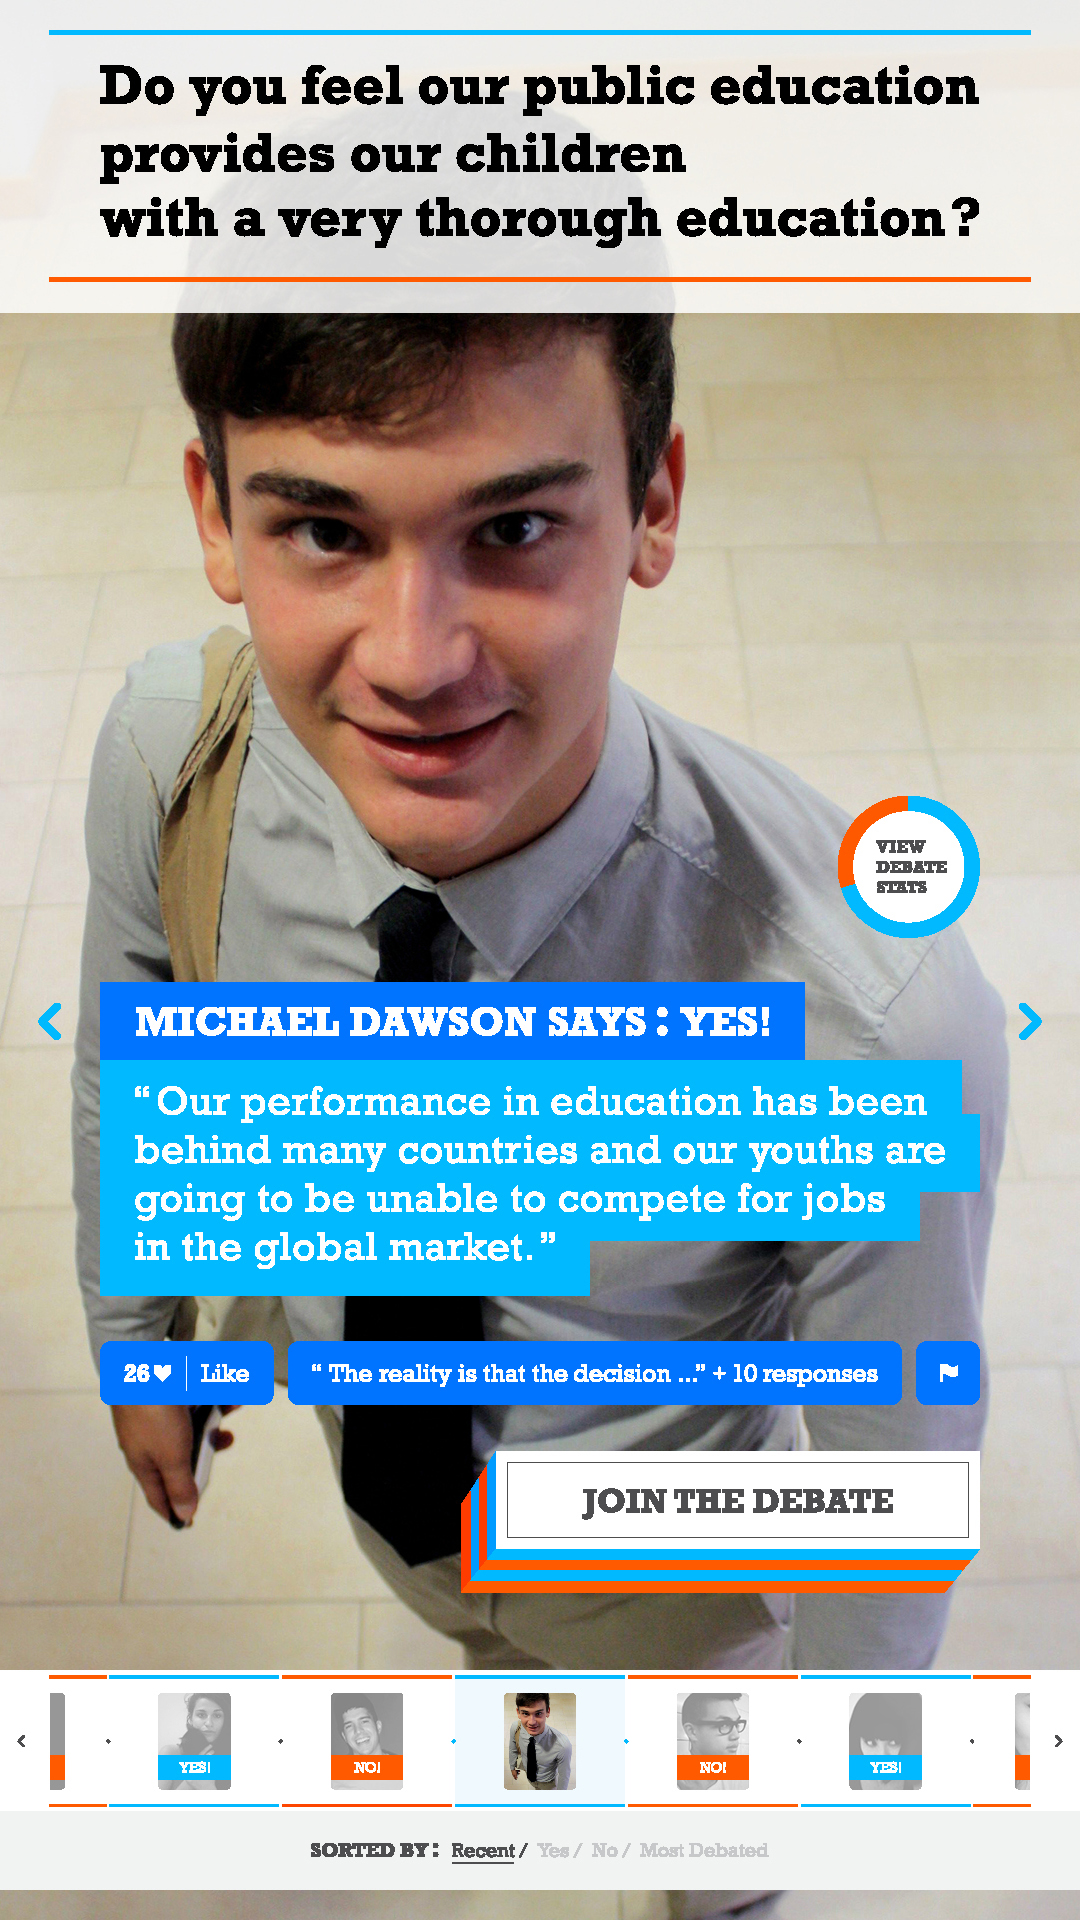 Do you feel our public education
provides our children
with a very thorough education?
VIEW
DEBATE
STATS
MICHAEL DAWSON SAYS : YES!
“Our performance in education has been
behind many countries and our youths are
going to be unable to compete for jobs
in the global market.”
26 Like
“ The reality is that the decision ...” + 10 responses
JOIN THE DEBATE
YES!
NO!
NO!
YES!
SORTED BY : Recent / Yes / No / Most Debated